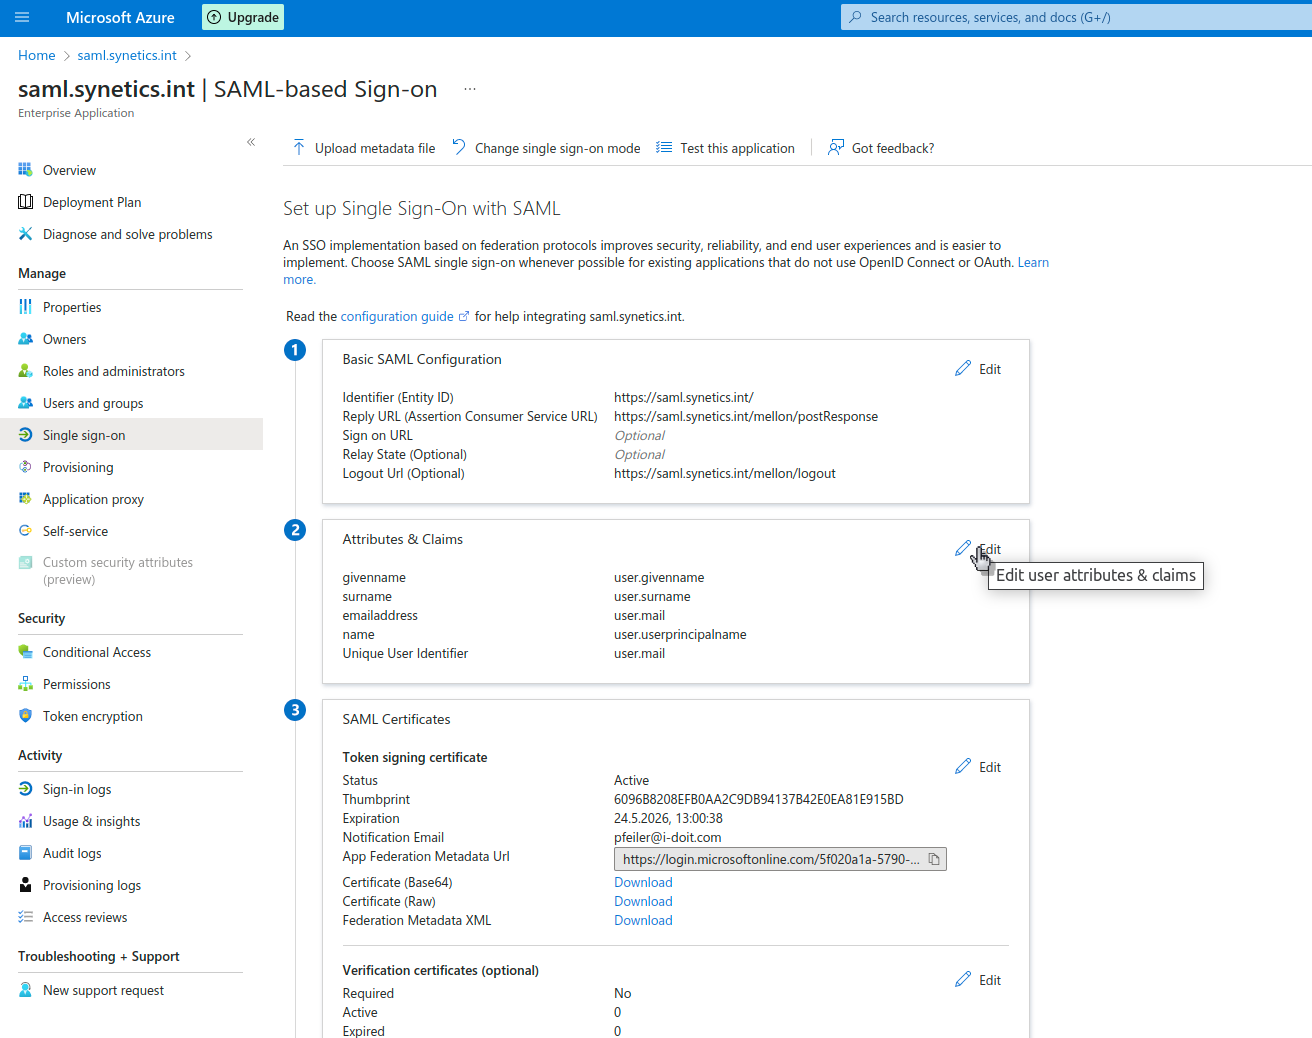 Microsoft Azure
Upgrade
Search resources, services, and docs (G+/)
Home > saml.synetics.int >
saml.synetics.int | SAML-based Sign-on ...
Enterprise Application
«
Upload metadata file
Change single sign-on mode
Test this application
Got feedback?
Overview
Deployment Plan
Diagnose and solve problems
Manage
Properties
Owners
Roles and administrators
Users and groups
Single sign-on
Provisioning
Application proxy
Self-service
Custom security attributes
(preview)
Security
Conditional Access
Permissions
Token encryption
Activity
Sign-in logs
Usage & insights
Audit logs
Provisioning logs
Access reviews
Troubleshooting + Support
New support request
Set up Single Sign-On with SAML
An SSO implementation based on federation protocols improves security, reliability, and end user experiences and is easier to
implement. Choose SAML single sign-on whenever possible for existing applications that do not use OpenID Connect or OAuth. Learn
more.
Read the configuration guide for help integrating saml.synetics.int.
1
Basic SAML Configuration
Edit
Identifier (Entity ID) https://saml.synetics.int/
Reply URL (Assertion Consumer Service URL) https://saml.synetics.int/mellon/postResponse
Sign on URL Optional
Relay State (Optional) Optional
Logout Url (Optional) https://saml.synetics.int/mellon/logout
2
Attributes & Claims
Edit
Edit user attributes & claims
givenname user.givenname
surname user.surname
emailaddress user.mail
name user.userprincipalname
Unique User Identifier user.mail
3
SAML Certificates
Token signing certificate
Edit
Status Active
Thumbprint 6096B8208EFB0AA2C9DB94137B42E0EA81E915BD
Expiration 24.5.2026, 13:00:38
Notification Email pfeiler@i-doit.com
App Federation Metadata Url https://login.microsoftonline.com/5f020a1a-5790-...
Certificate (Base64) Download
Certificate (Raw) Download
Federation Metadata XML Download
Verification certificates (optional)
Edit
Required No
Active 0
Expired 0